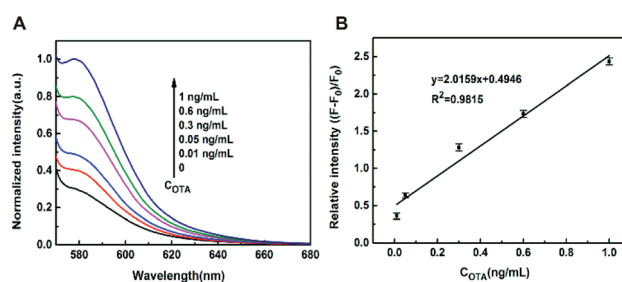 A
Normalized intensity(a.u.)
1.0
0.8
0.6
0.4
0.2
0.0
1 ng/mL
0.6 ng/mL
0.3 ng/mL
0.05 ng/mL
0.01 ng/mL
0
C_OTA
580 600 620 640 660 680
Wavelength(nm)
B
Relative intensity ((F-F₀)/F₀)
2.5
2.0
1.5
1.0
0.5
0.0
y=2.0159x+0.4946
R²=0.9815
0.0 0.2 0.4 0.6 0.8 1.0
C_OTA(ng/mL)